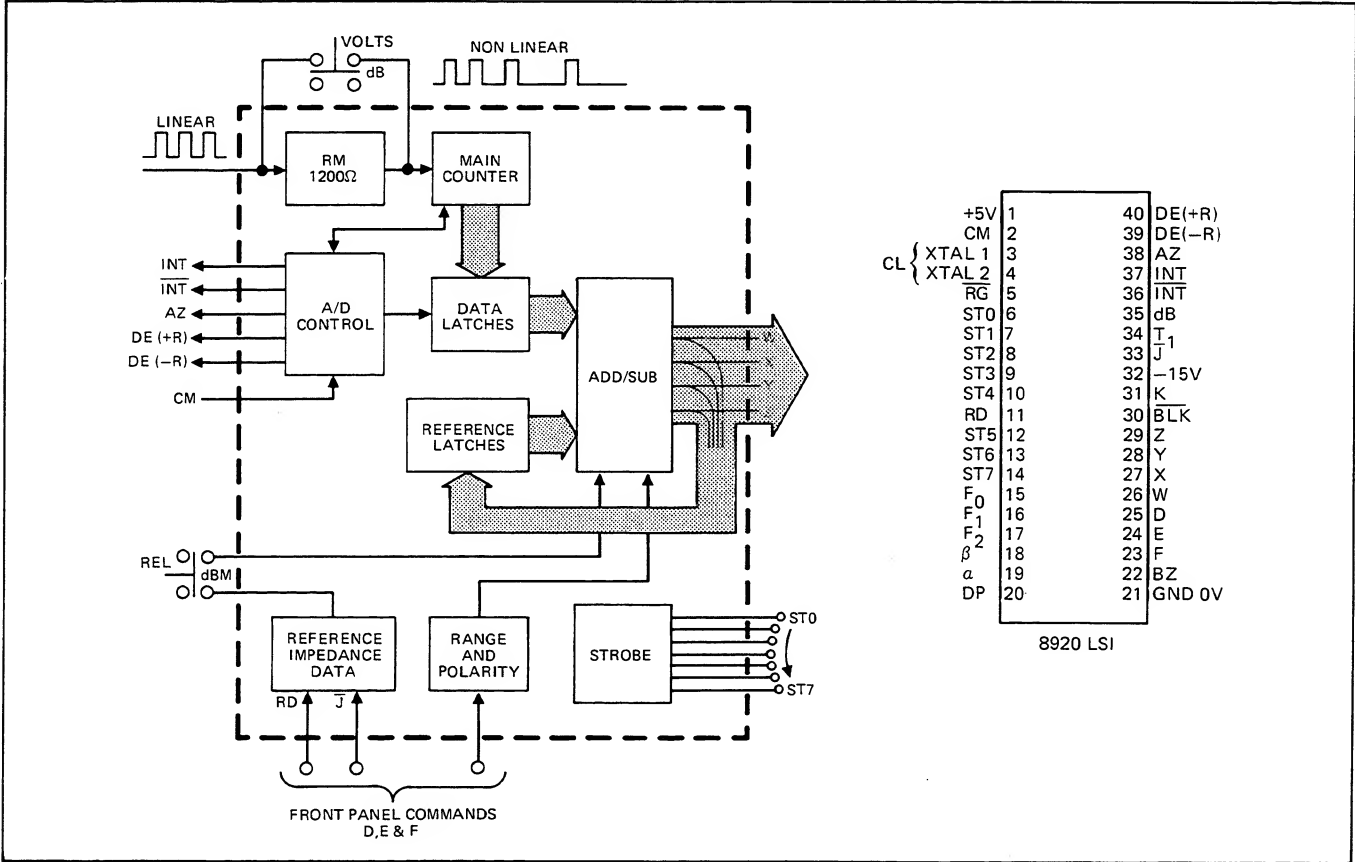 VOLTS
dB
NON LINEAR
LINEAR
RM
1200Ω
MAIN
COUNTER
INT
I̅N̅T̅
AZ
DE (+R)
DE (−R)
CM
A/D
CONTROL
DATA
LATCHES
ADD/SUB
W
X
Y
REFERENCE
LATCHES
REL
dBM
REFERENCE
IMPEDANCE
DATA
RD
J̅
RANGE
AND
POLARITY
STROBE
ST0
ST7
FRONT PANEL COMMANDS
D,E & F
+5V 1 40 DE(+R)
CM 2 39 DE(−R)
CL { XTAL 1 3 38 AZ
XTAL 2 4 37 INT
R̅G̅ 5 36 I̅N̅T̅
ST0 6 35 dB
ST1 7 34 T1
ST2 8 33 J̅
ST3 9 32 −15V
ST4 10 31 K
RD 11 30 B̅L̅K̅
ST5 12 29 Z
ST6 13 28 Y
ST7 14 27 X
F0 15 26 W
F1 16 25 D
F2 17 24 E
β 18 23 F
α 19 22 BZ
DP 20 21 GND 0V
8920 LSI